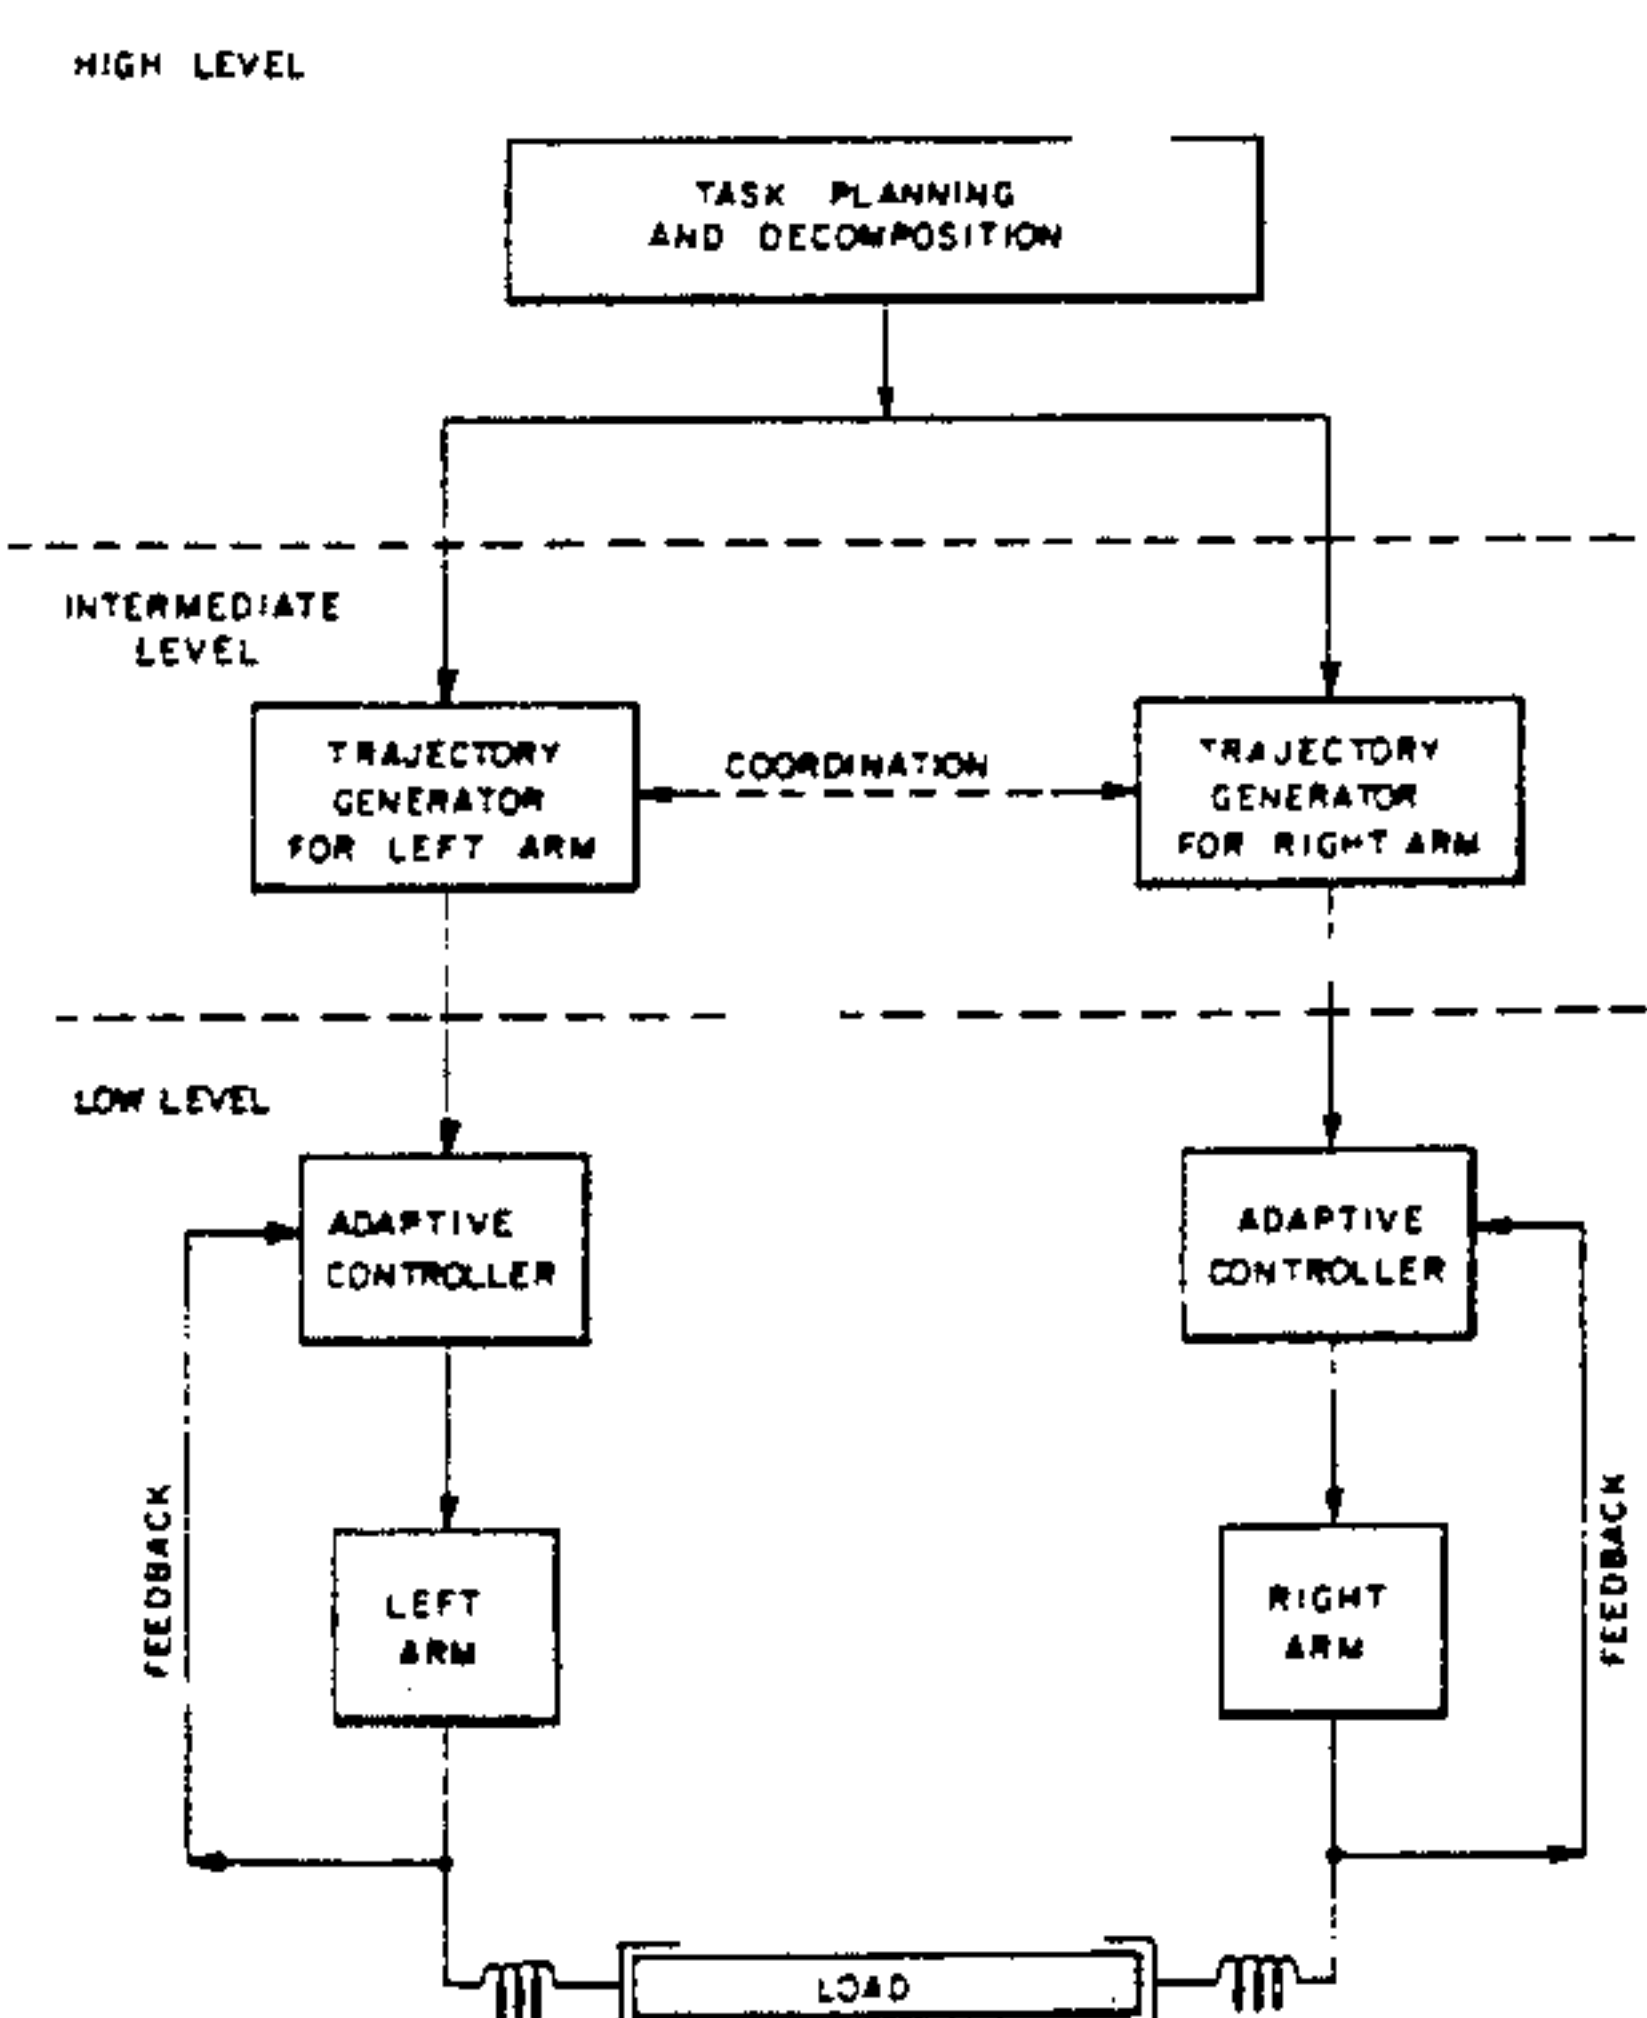 HIGH LEVEL
TASK PLANNING
AND DECOMPOSITION
INTERMEDIATE
LEVEL
TRAJECTORY
GENERATOR
FOR LEFT ARM
COORDINATION
TRAJECTORY
GENERATOR
FOR RIGHT ARM
LOW LEVEL
ADAPTIVE
CONTROLLER
ADAPTIVE
CONTROLLER
FEEDBACK
LEFT
ARM
RIGHT
ARM
FEEDBACK
LOAD